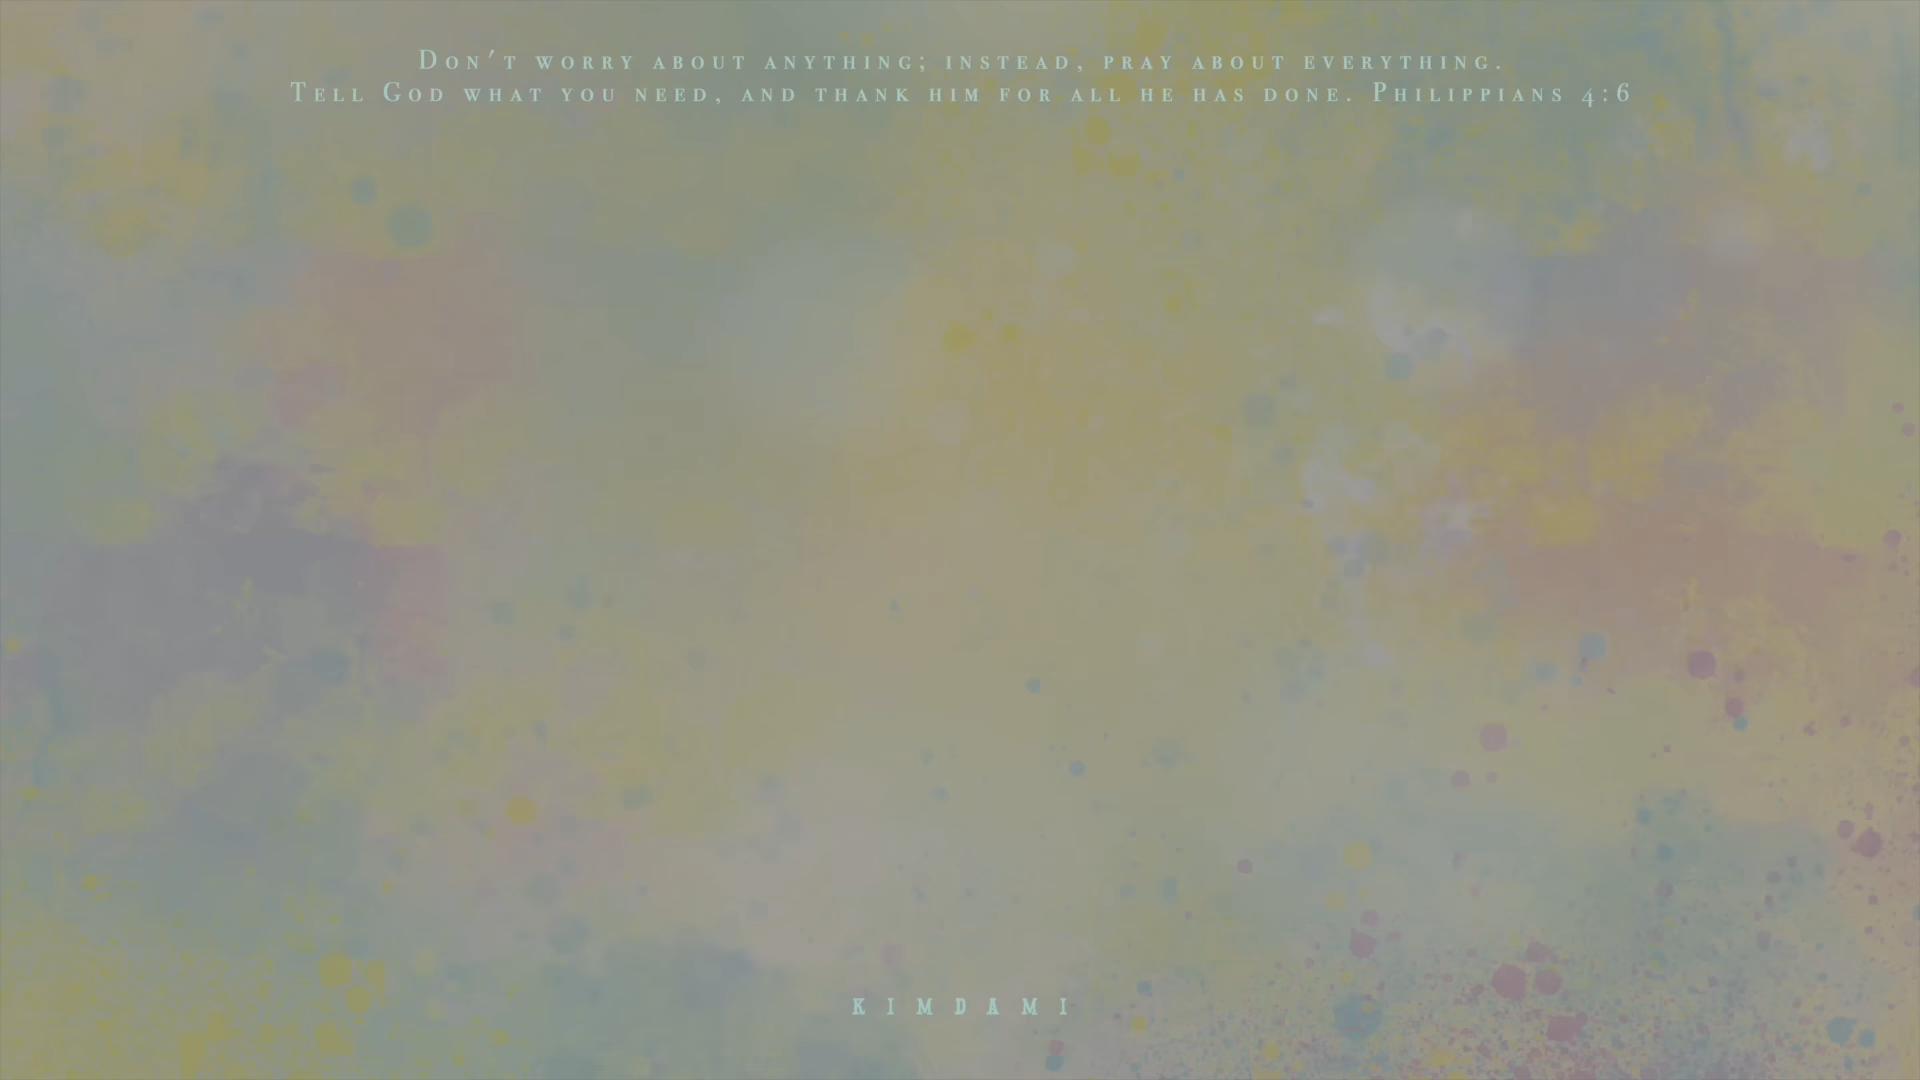 Don't worry about anything; instead, pray about everything.
Tell God what you need, and thank him for all he has done. Philippians 4:6
KIMDAMI